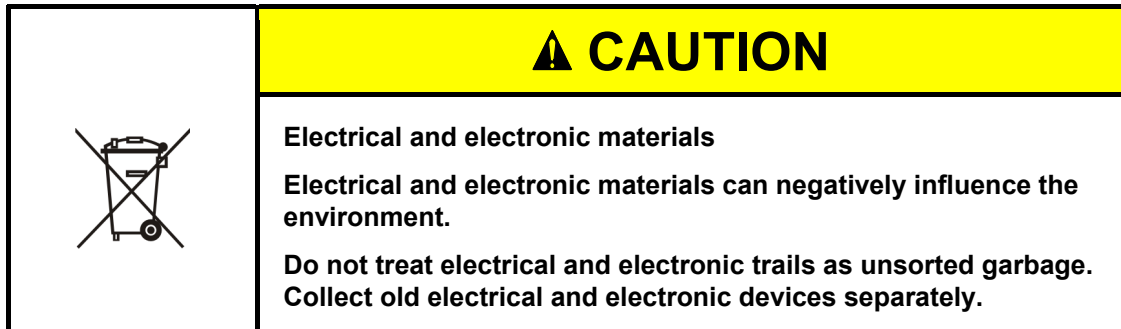 CAUTION
Electrical and electronic materials
Electrical and electronic materials can negatively influence the
environment.
Do not treat electrical and electronic trails as unsorted garbage.
Collect old electrical and electronic devices separately.